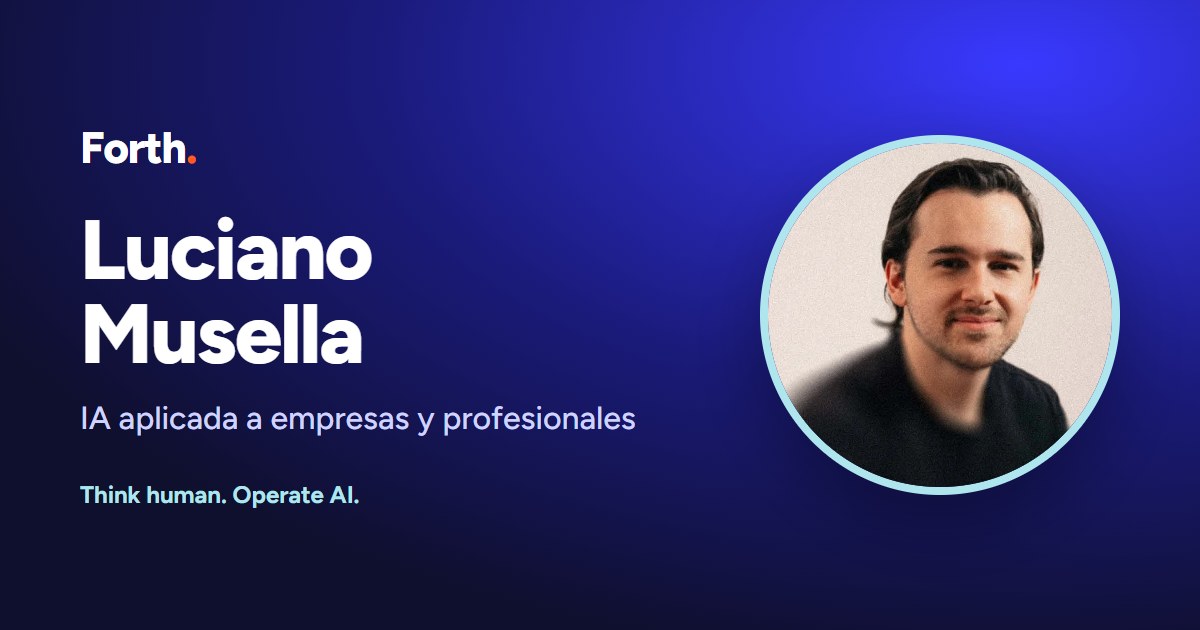 Forth.
Luciano
Musella
IA aplicada a empresas y profesionales
Think human. Operate AI.